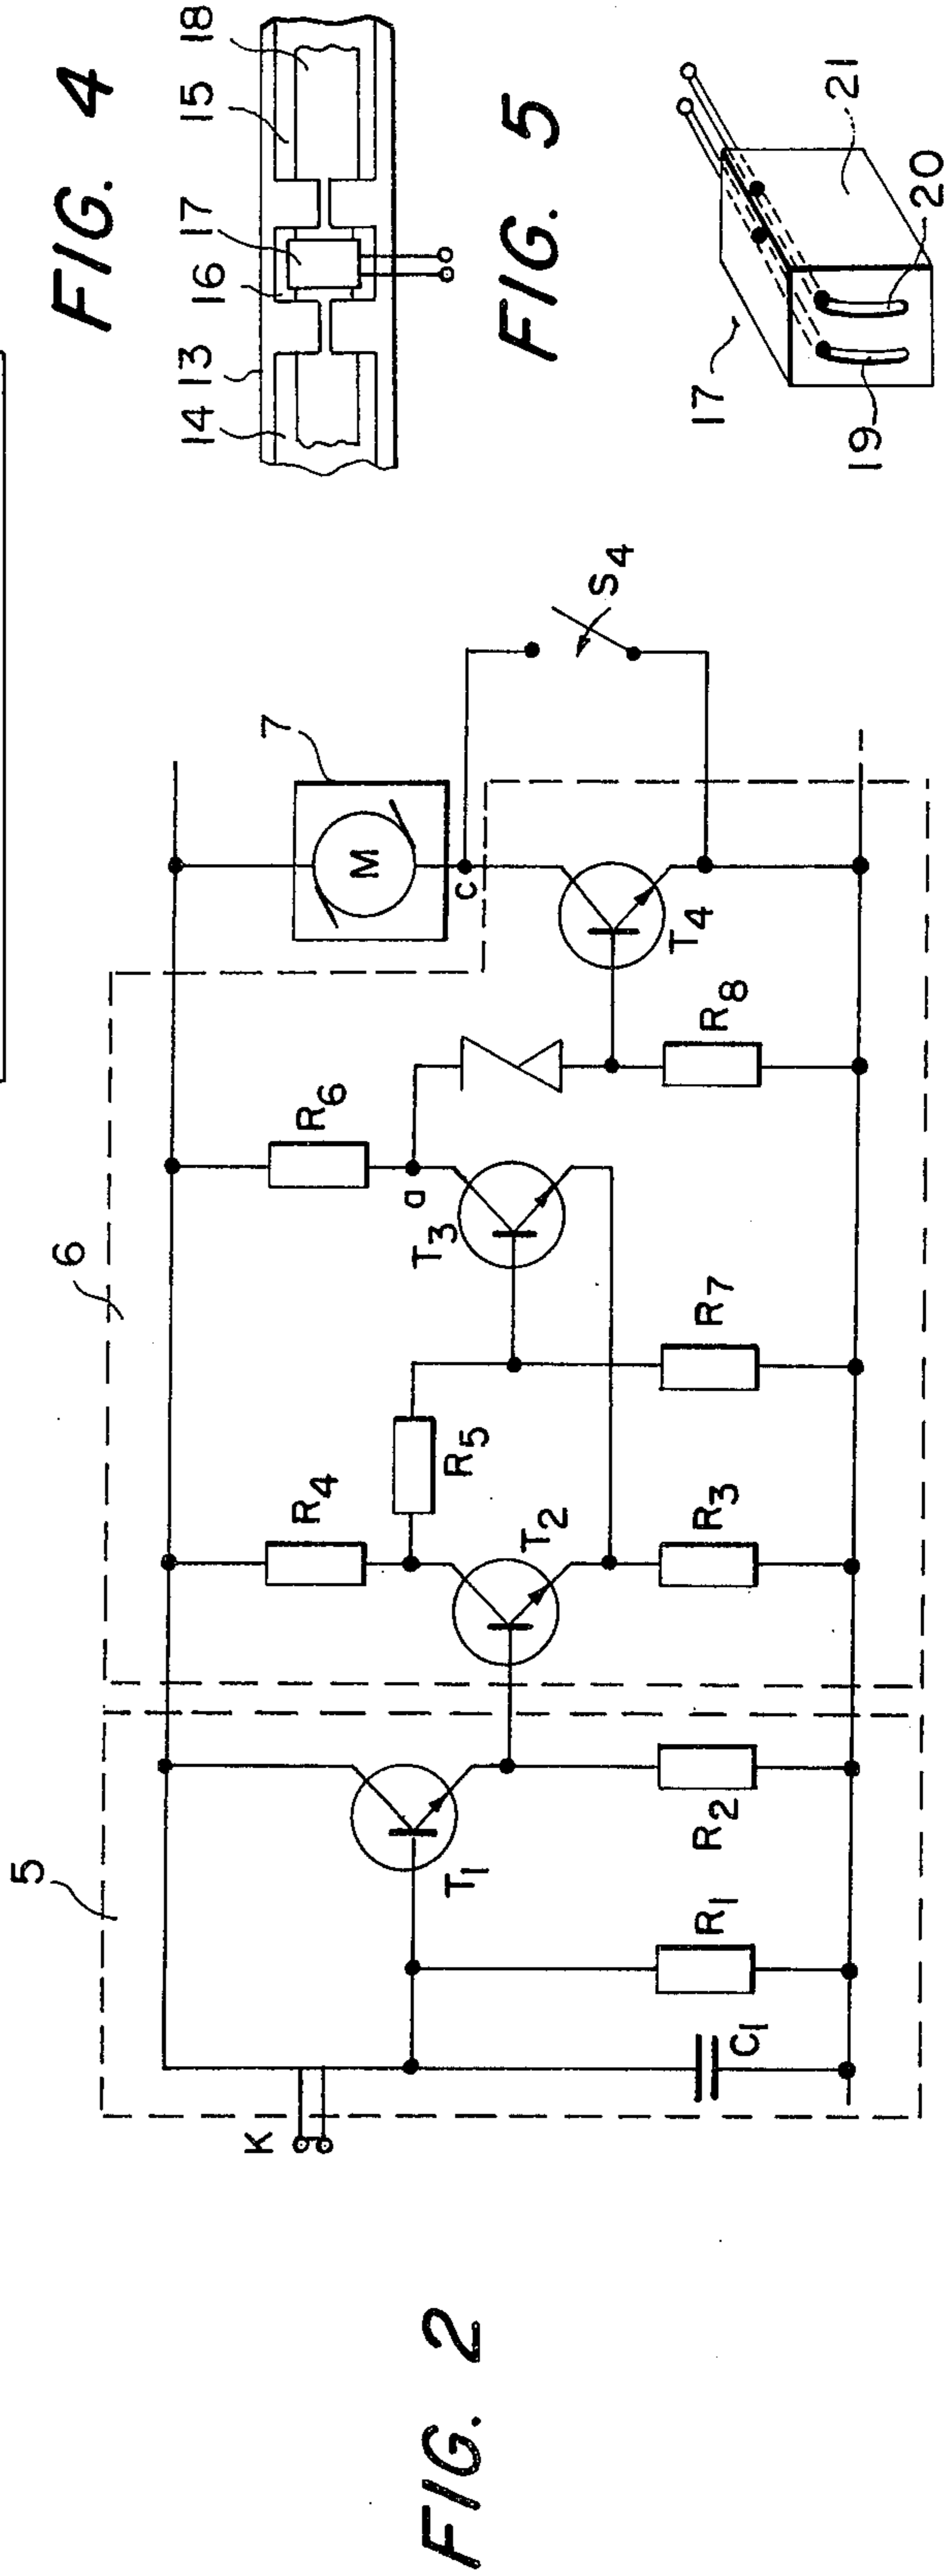 FIG. 4
14 13 16 17 15 18
FIG. 5
17
19 20 21
FIG. 2
5
6
7
K
C1
R1
T1
R2
T2
R3
R4
R5
R7
T3
a
R6
R8
T4
c
M
S4